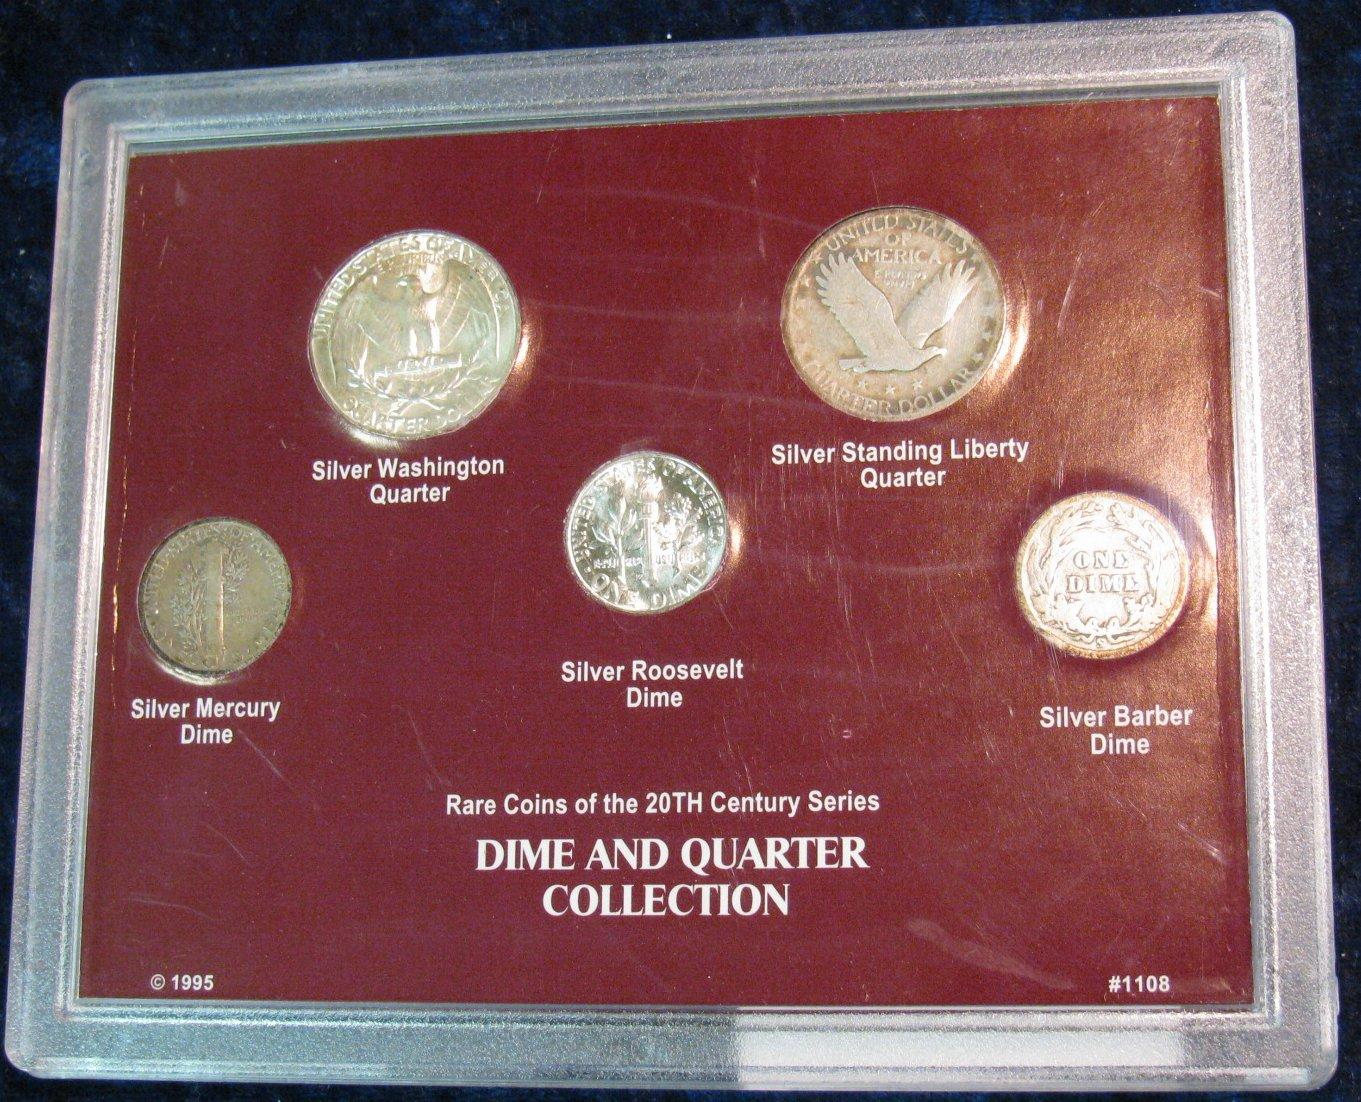 UNITED STATES OF AMERICA
QUARTER DOLLAR
UNITED STATES
OF
AMERICA
E PLURIBUS
UNUM
QUARTER DOLLAR
Silver Washington
Quarter
Silver Standing Liberty
Quarter
UNITED STATES OF AMERICA
ONE DIME
ONE
DIME
Silver Mercury
Dime
Silver Roosevelt
Dime
Silver Barber
Dime
Rare Coins of the 20TH Century Series
DIME AND QUARTER
COLLECTION
© 1995
#1108